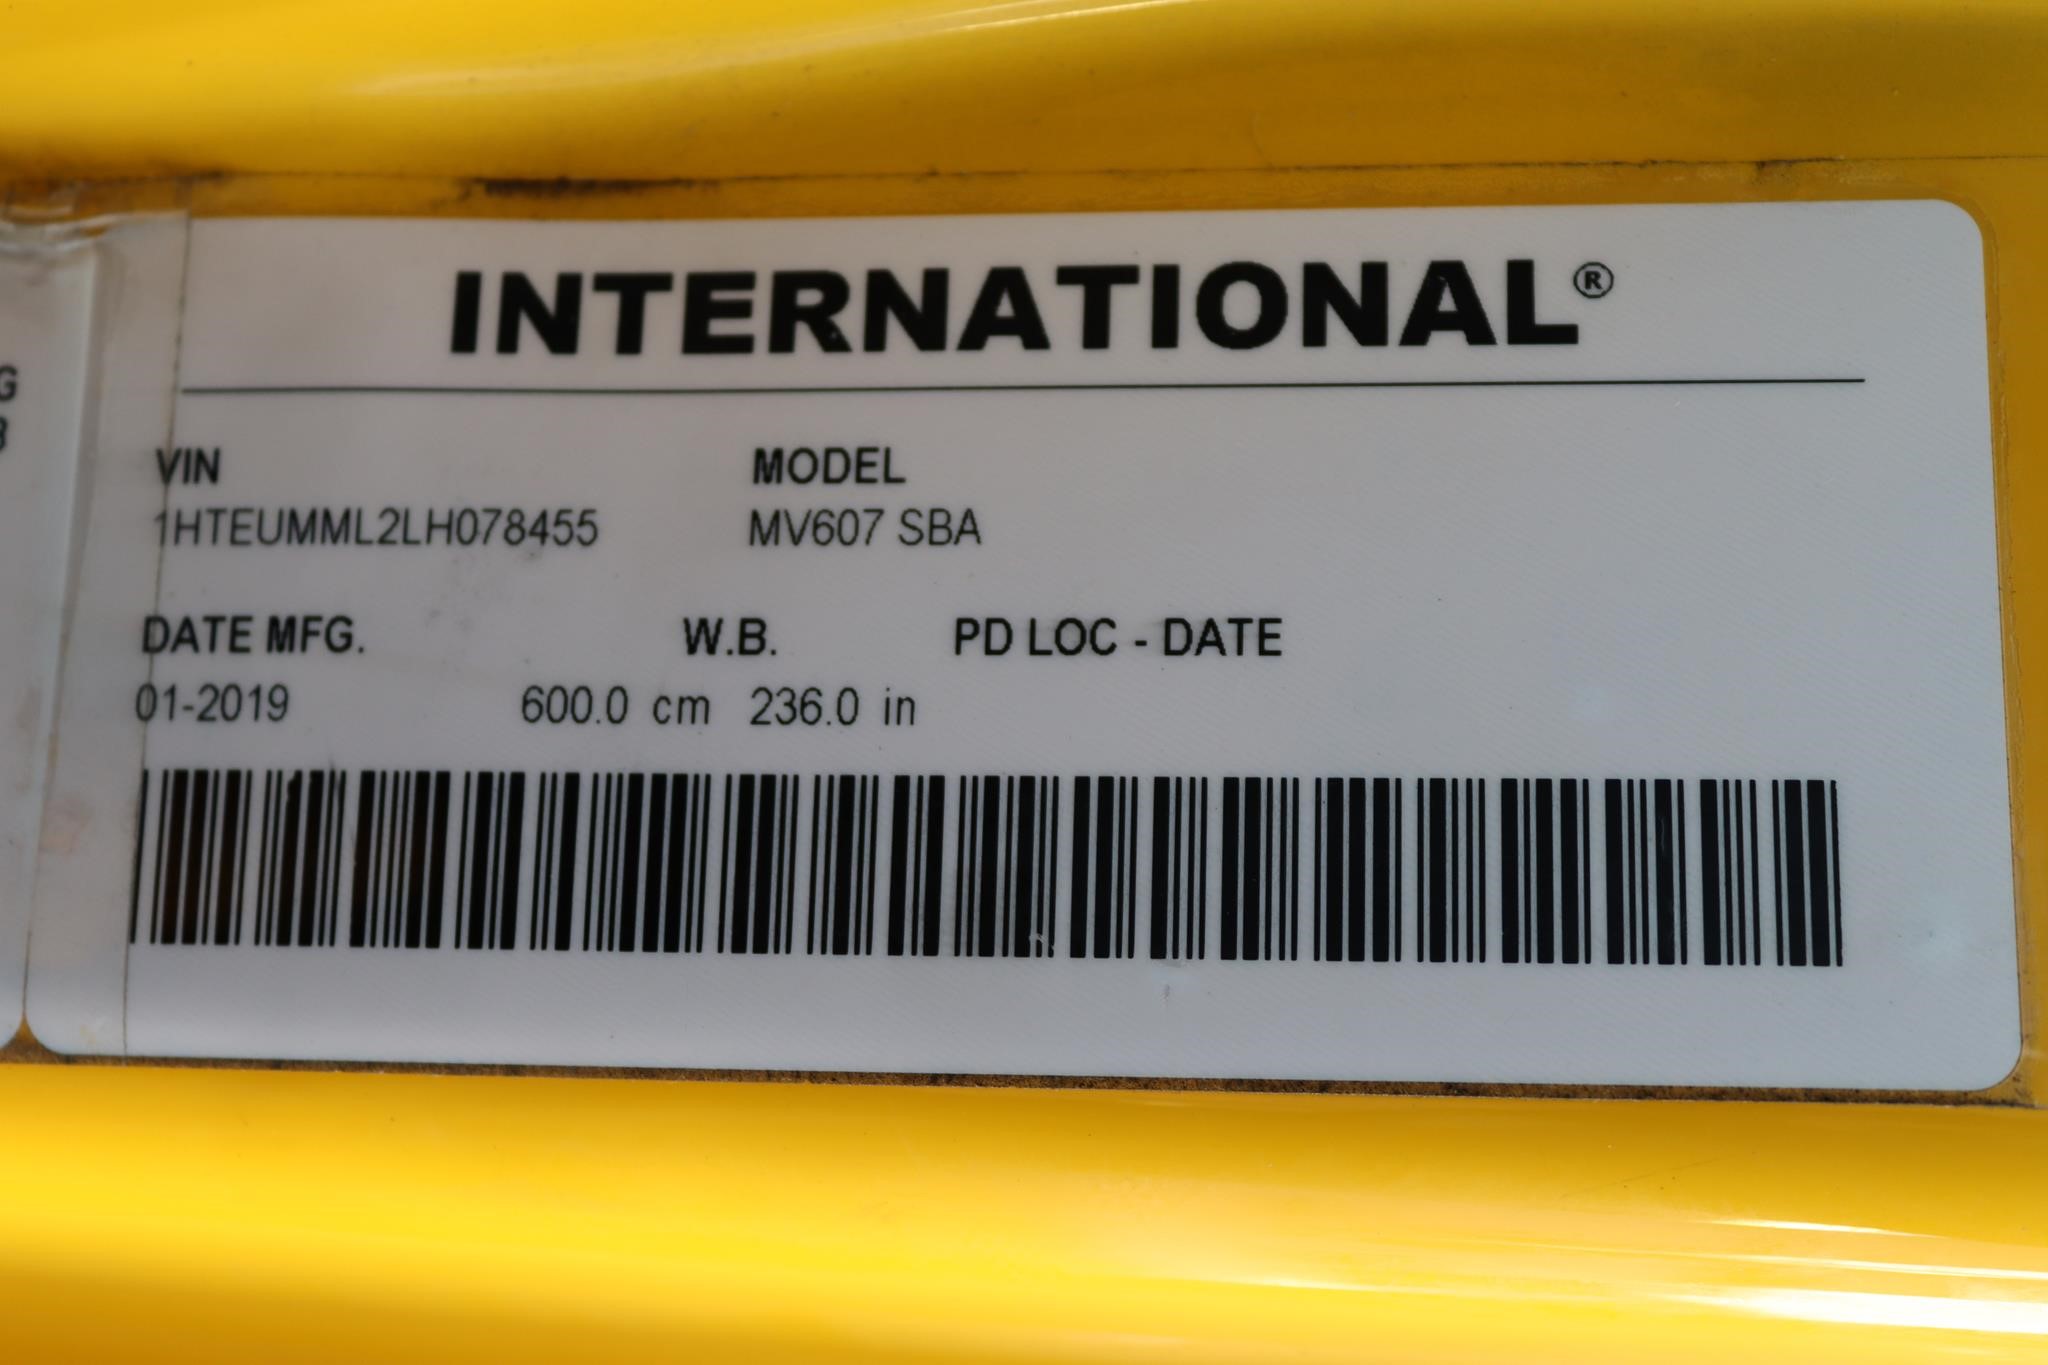 INTERNATIONAL®
VIN MODEL
1HTEUMML2LH078455 MV607 SBA
DATE MFG. W.B. PD LOC - DATE
01-2019 600.0 cm 236.0 in